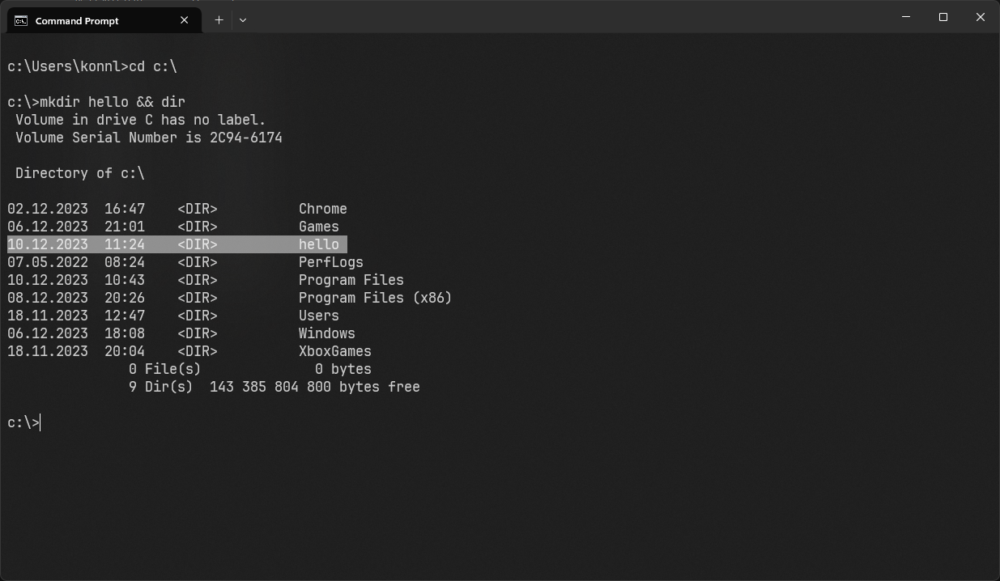 Command Prompt
c:\Users\konnl>cd c:\
c:\>mkdir hello && dir
 Volume in drive C has no label.
 Volume Serial Number is 2C94-6174
 Directory of c:\
02.12.2023  16:47    <DIR>          Chrome
06.12.2023  21:01    <DIR>          Games
10.12.2023  11:24    <DIR>          hello
07.05.2022  08:24    <DIR>          PerfLogs
10.12.2023  10:43    <DIR>          Program Files
08.12.2023  20:26    <DIR>          Program Files (x86)
18.11.2023  12:47    <DIR>          Users
06.12.2023  18:08    <DIR>          Windows
18.11.2023  20:04    <DIR>          XboxGames
               0 File(s)              0 bytes
               9 Dir(s)  143 385 804 800 bytes free
c:\>